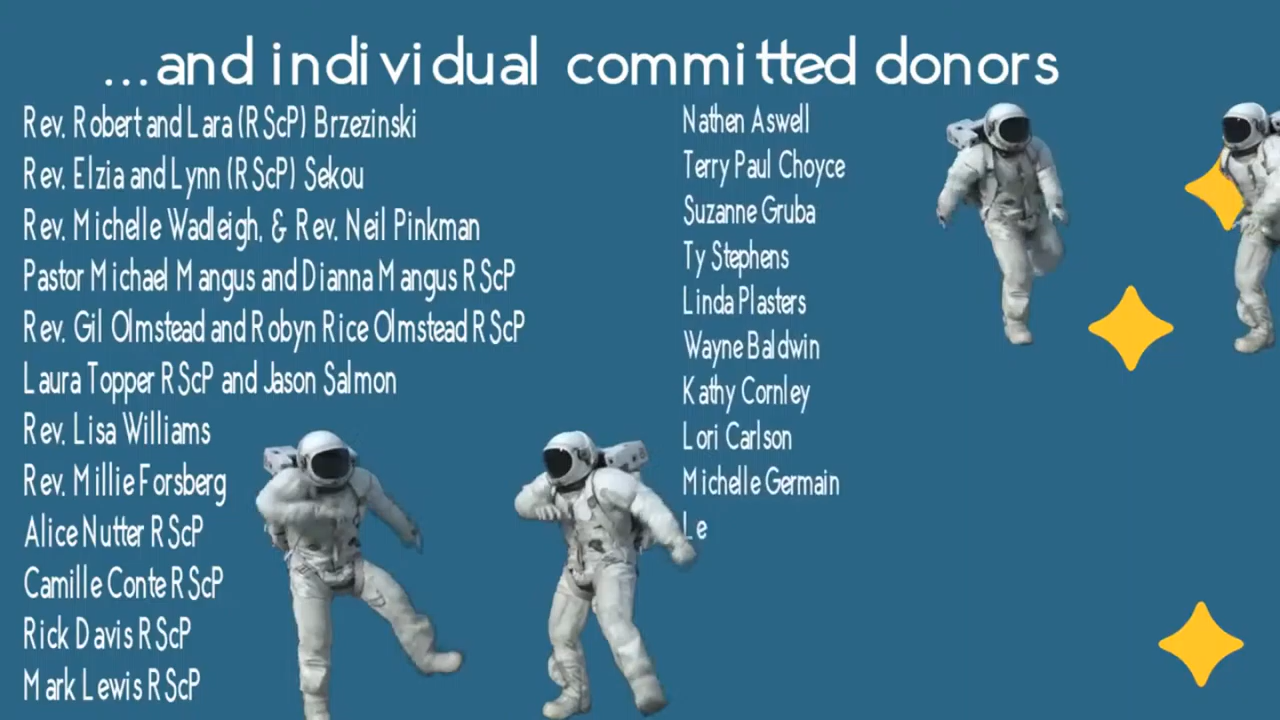 ...and individual committed donors
Rev. Robert and Lara (RScP) Brzezinski
Rev. Elzia and Lynn (RScP) Sekou
Rev. Michelle Wadleigh, & Rev. Neil Pinkman
Pastor Michael Mangus and Dianna Mangus RScP
Rev. Gil Olmstead and Robyn Rice Olmstead RScP
Laura Topper RScP and Jason Salmon
Rev. Lisa Williams
Rev. Millie Forsberg
Alice Nutter RScP
Camille Conte RScP
Rick Davis RScP
Mark Lewis RScP
Nathen Aswell
Terry Paul Choyce
Suzanne Gruba
Ty Stephens
Linda Plasters
Wayne Baldwin
Kathy Cornley
Lori Carlson
Michelle Germain
Le